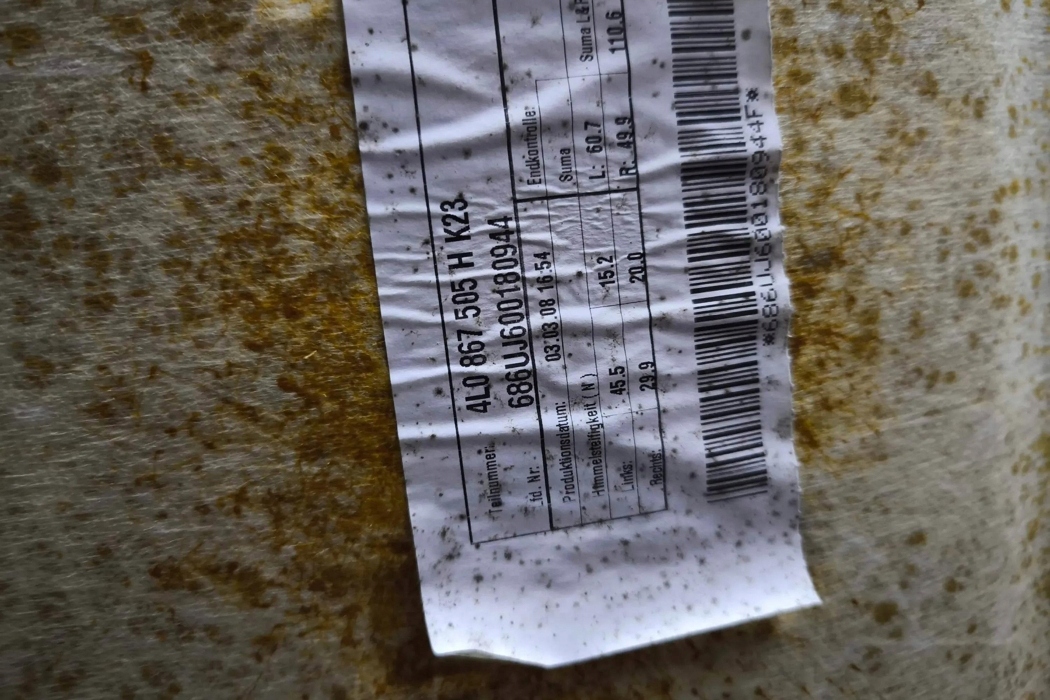 Teilnummer: 4L0 867 505 H K23
Lfd. Nr.: 686UJ600180944
Produktionsdatum: 03.03.08 16:54 Endkontrolle:
Himmelsteifigkeit (N) Suma Suma L&R
Links: 45.5 15.2 L: 60.7
Rechts: 29.9 20.0 R: 49.9 110.6
*686UJ600180944F*